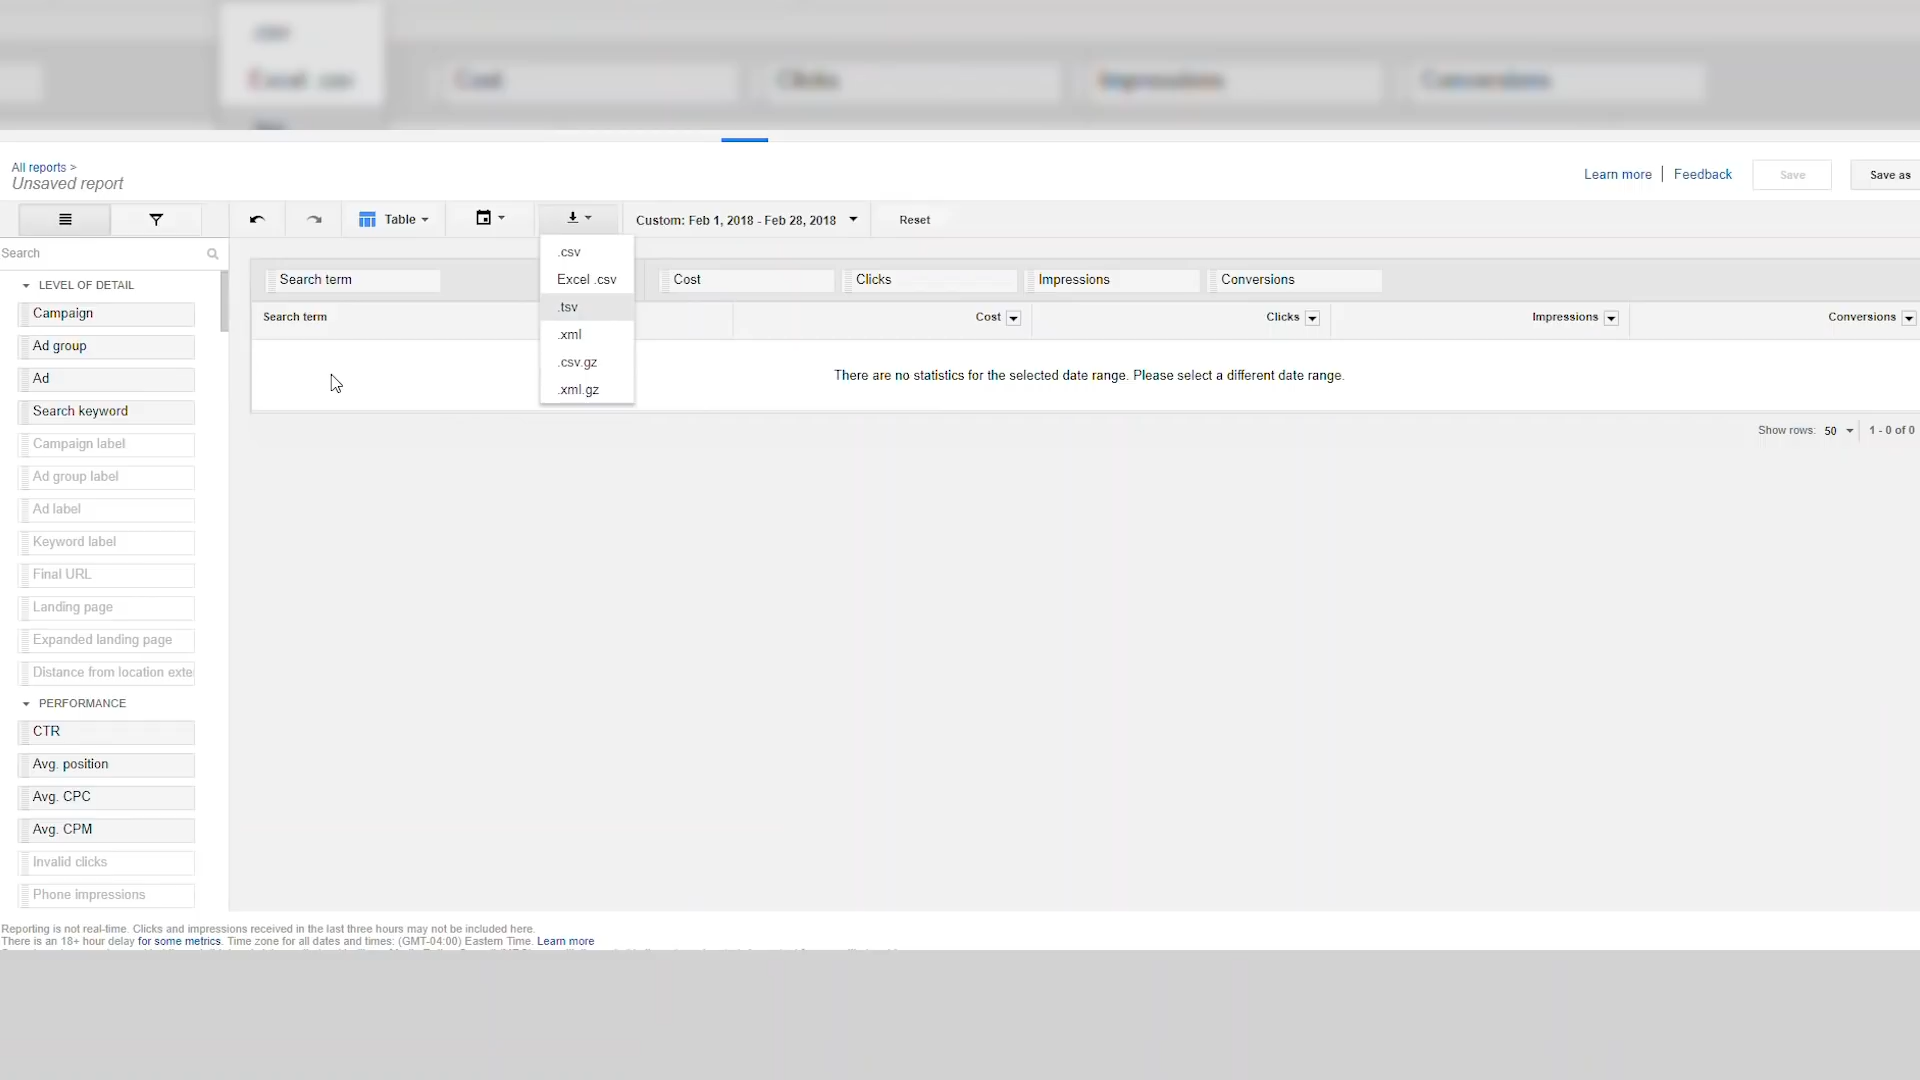 Excel .csv
Cost
Clicks
Impressions
Conversions
All reports >
Unsaved report
Learn more
Feedback
Save
Save as
Table
Custom: Feb 1, 2018 - Feb 28, 2018
Reset
Search
LEVEL OF DETAIL
Campaign
Ad group
Ad
Search keyword
Campaign label
Ad group label
Ad label
Keyword label
Final URL
Landing page
Expanded landing page
Distance from location exte
PERFORMANCE
CTR
Avg. position
Avg. CPC
Avg. CPM
Invalid clicks
Phone impressions
.csv
Excel .csv
.tsv
.xml
.csv.gz
.xml.gz
Search term
Cost
Clicks
Impressions
Conversions
Search term
Cost
Clicks
Impressions
Conversions
There are no statistics for the selected date range. Please select a different date range.
Show rows: 50
1 - 0 of 0
Reporting is not real-time. Clicks and impressions received in the last three hours may not be included here.
There is an 18+ hour delay for some metrics. Time zone for all dates and times: (GMT-04:00) Eastern Time. Learn more